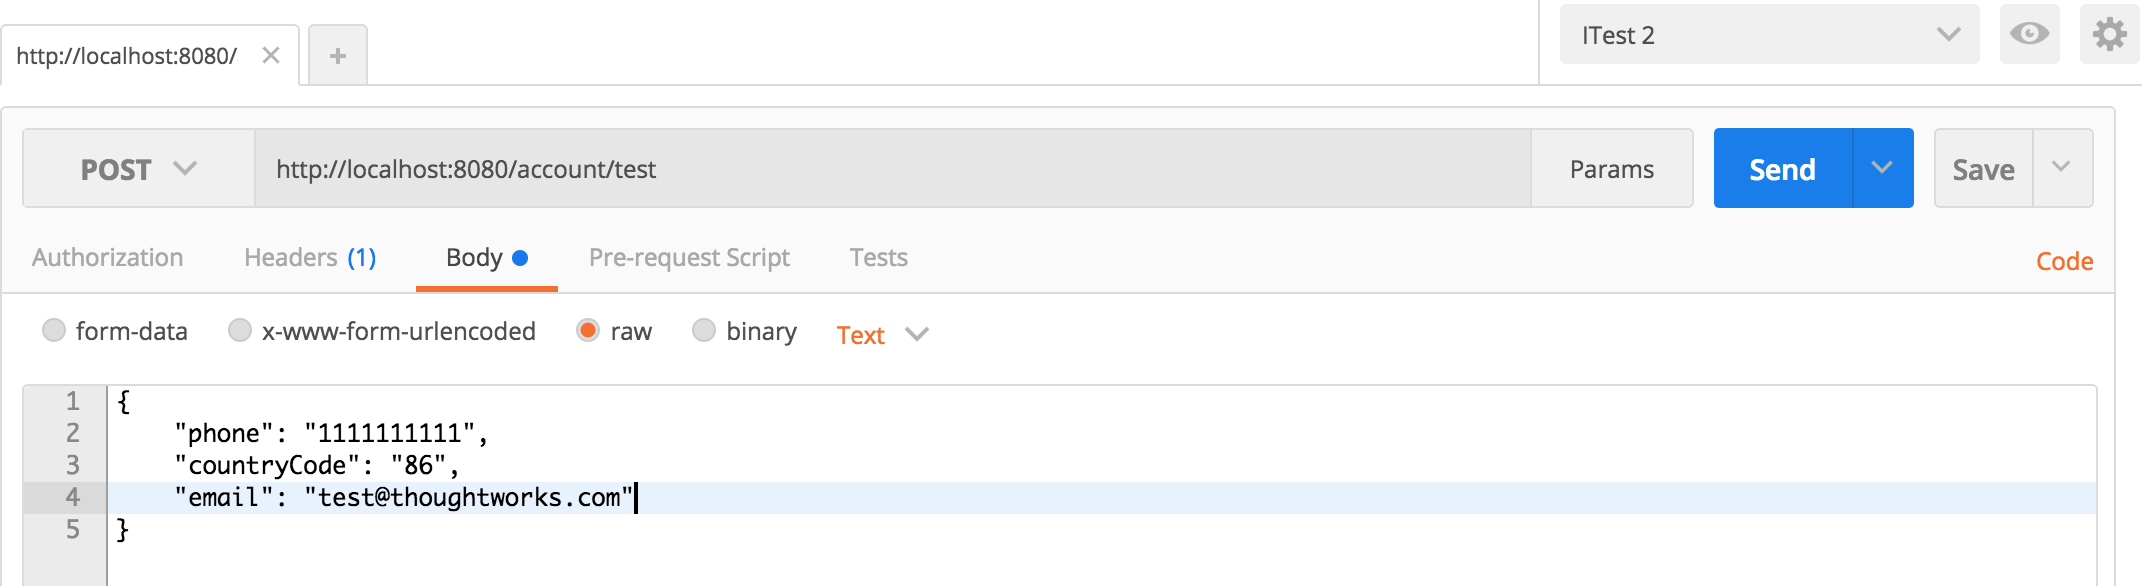 http://localhost:8080/
ITest 2
POST http://localhost:8080/account/test Params Send Save
Authorization Headers (1) Body Pre-request Script Tests Code
form-data x-www-form-urlencoded raw binary Text
1 {
2 "phone": "1111111111",
3 "countryCode": "86",
4 "email": "test@thoughtworks.com"
5 }